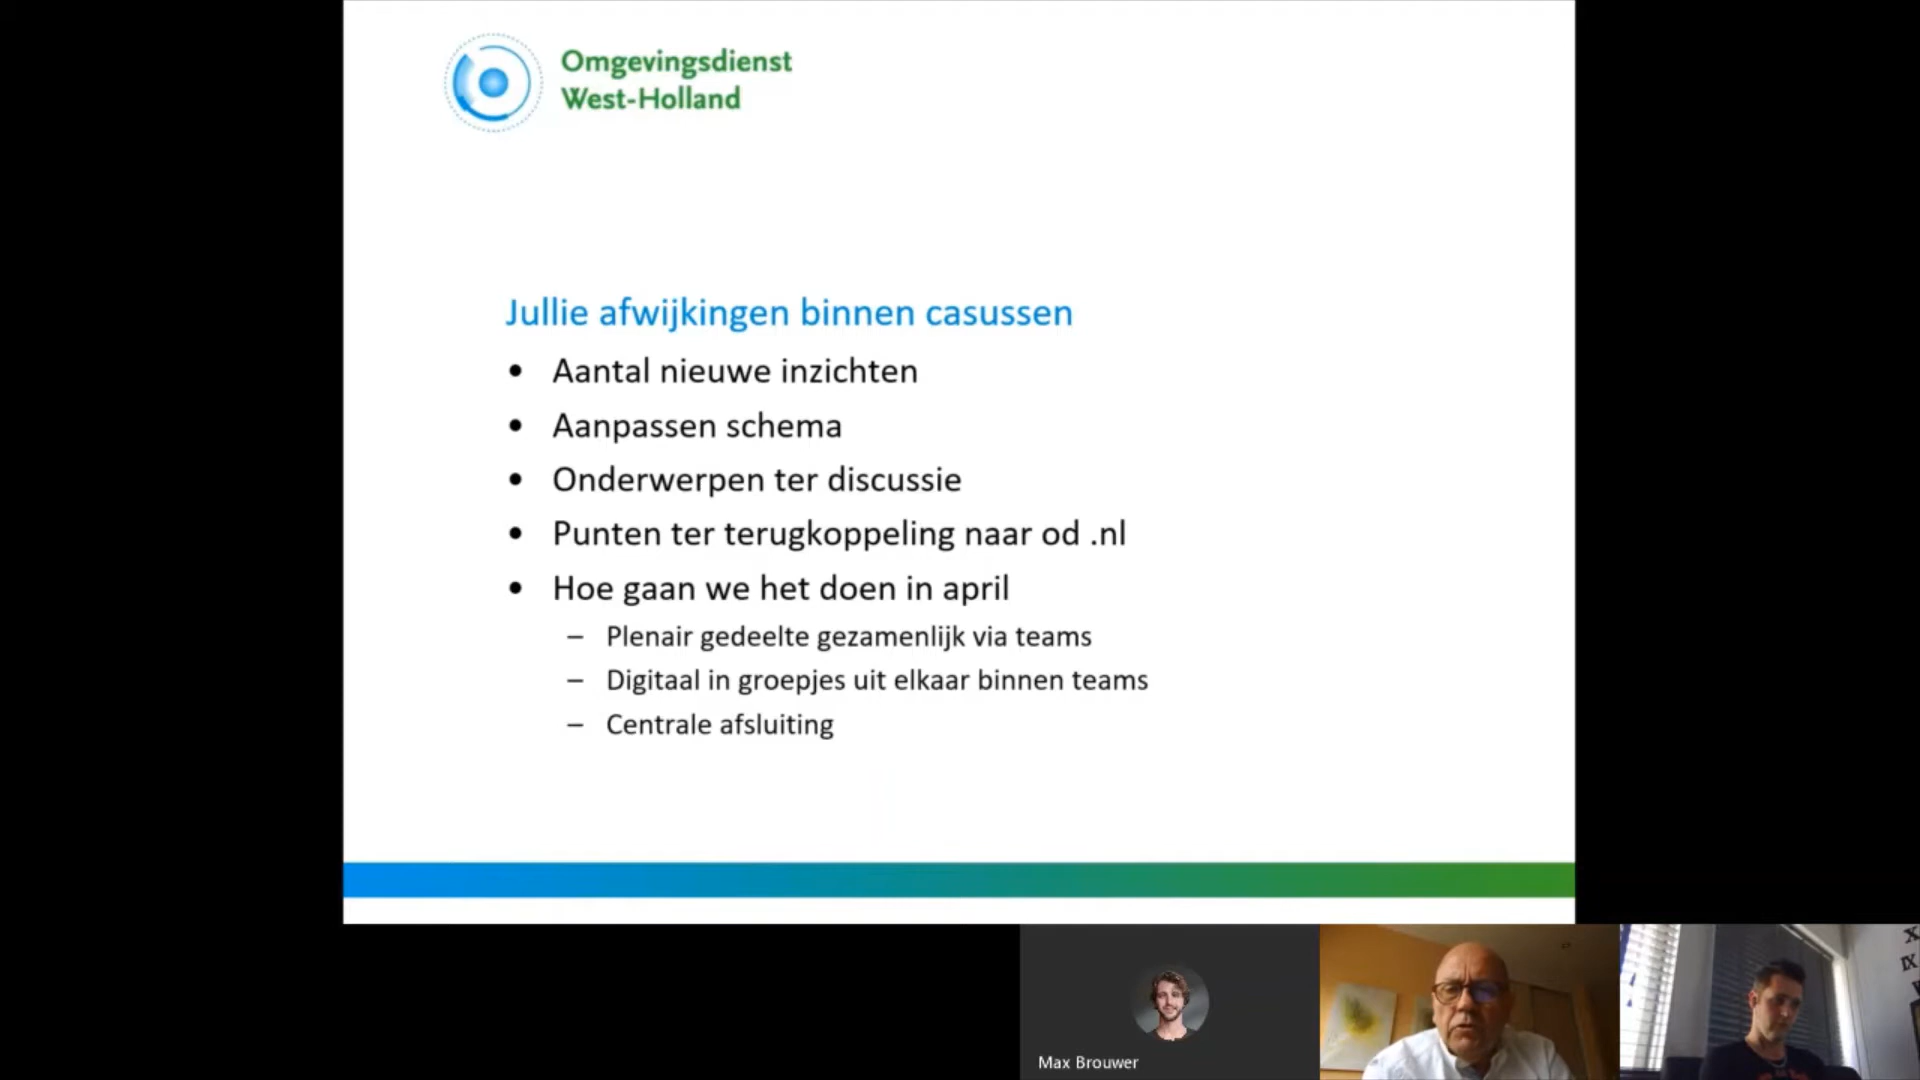 Omgevingsdienst
West-Holland
Jullie afwijkingen binnen casussen
• Aantal nieuwe inzichten
• Aanpassen schema
• Onderwerpen ter discussie
• Punten ter terugkoppeling naar od .nl
• Hoe gaan we het doen in april
– Plenair gedeelte gezamenlijk via teams
– Digitaal in groepjes uit elkaar binnen teams
– Centrale afsluiting
Max Brouwer
X
IX